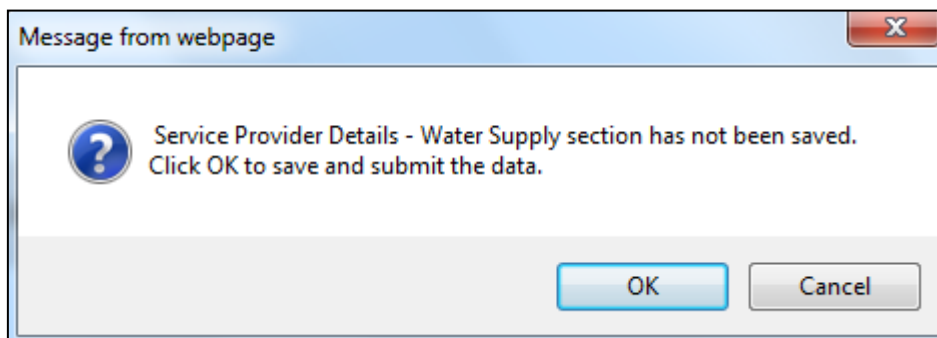 Message from webpage
Service Provider Details - Water Supply section has not been saved.
Click OK to save and submit the data.
OK
Cancel